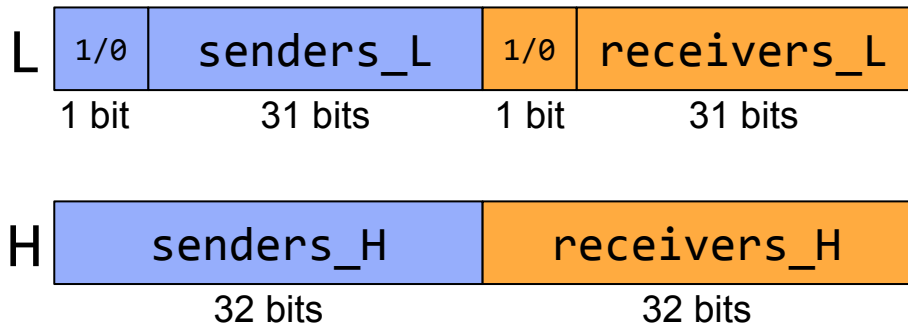 L 1/0 senders_L 1/0 receivers_L
1 bit 31 bits 1 bit 31 bits
H senders_H receivers_H
32 bits 32 bits